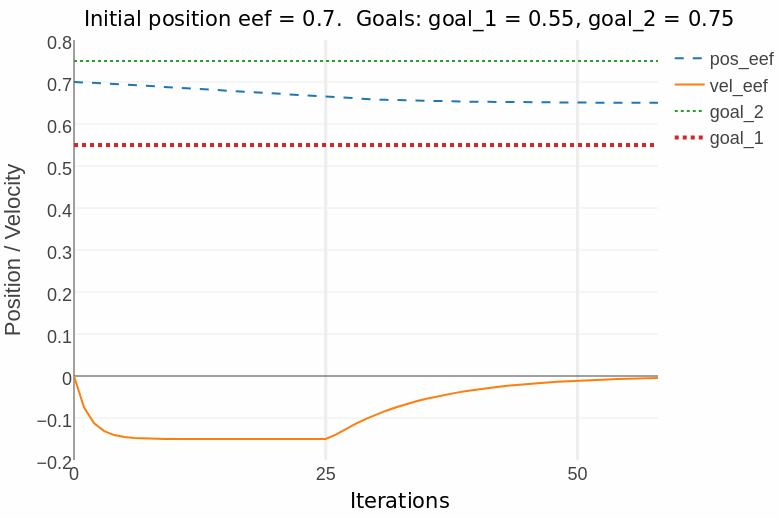 Initial position eef = 0.7.  Goals: goal_1 = 0.55, goal_2 = 0.75
0.8
0.7
0.6
0.5
0.4
0.3
0.2
0.1
0
−0.1
−0.2
Position / Velocity
0
25
50
Iterations
pos_eef
vel_eef
goal_2
goal_1